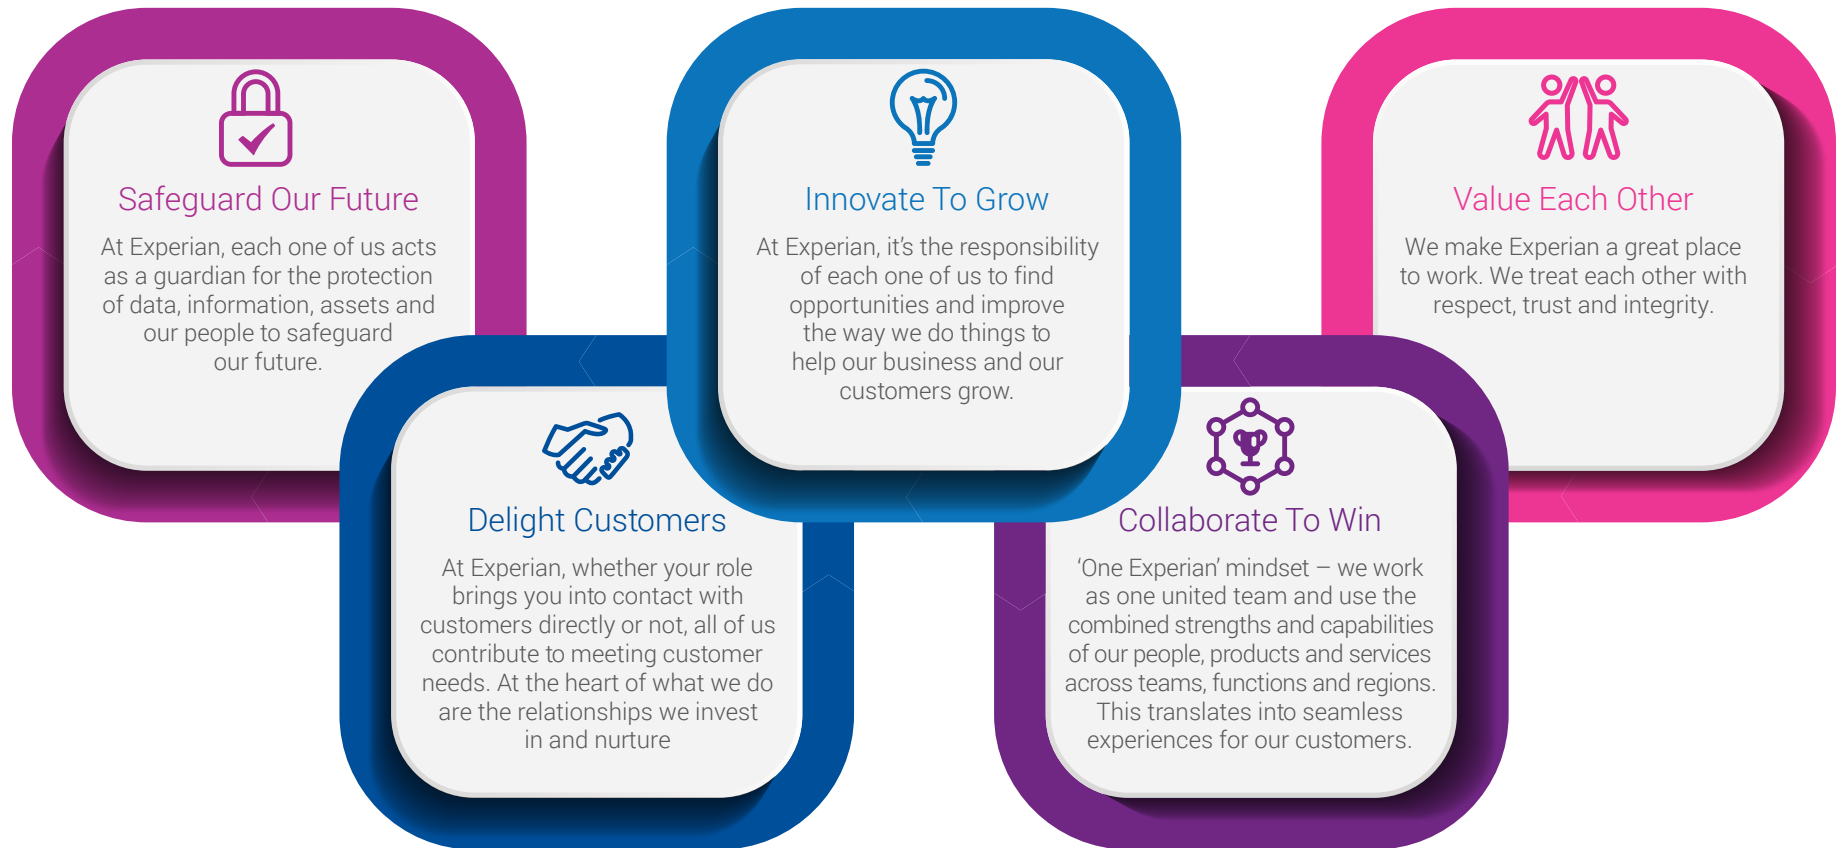 Safeguard Our Future
At Experian, each one of us acts
as a guardian for the protection
of data, information, assets and
our people to safeguard
our future.
Delight Customers
At Experian, whether your role
brings you into contact with
customers directly or not, all of us
contribute to meeting customer
needs. At the heart of what we do
are the relationships we invest
in and nurture
Innovate To Grow
At Experian, it’s the responsibility
of each one of us to find
opportunities and improve
the way we do things to
help our business and our
customers grow.
Collaborate To Win
‘One Experian’ mindset – we work
as one united team and use the
combined strengths and capabilities
of our people, products and services
across teams, functions and regions.
This translates into seamless
experiences for our customers.
Value Each Other
We make Experian a great place
to work. We treat each other with
respect, trust and integrity.